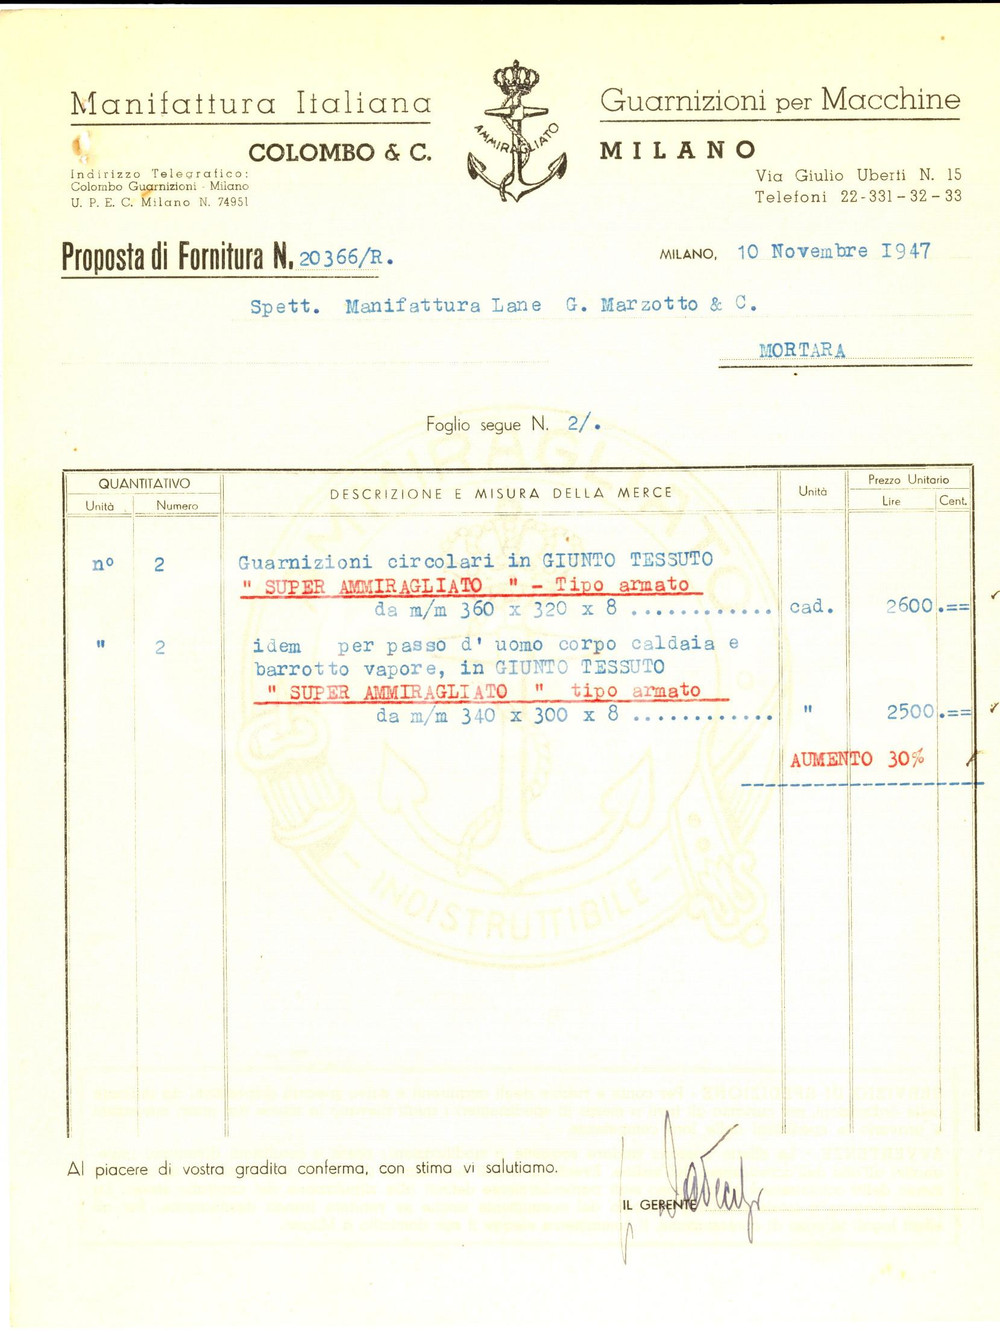 Manifattura Italiana
COLOMBO & C.
Indirizzo Telegrafico:
Colombo Guarnizioni - Milano
U. P. E. C. Milano N. 74951
AMMIRAGLIATO
Guarnizioni per Macchine
MILANO
Via Giulio Uberti N. 15
Telefoni 22-331-32-33
Proposta di Fornitura N. 20366/R.
MILANO, 10 Novembre 1947
Spett. Manifattura Lane G. Marzotto & C.
MORTARA
Foglio segue N. 2/.
QUANTITATIVO
Unità Numero
DESCRIZIONE E MISURA DELLA MERCE
Unità
Prezzo Unitario
Lire Cent.
n° 2 Guarnizioni circolari in GIUNTO TESSUTO
" SUPER AMMIRAGLIATO " - Tipo armato
da m/m 360 x 320 x 8 ............ cad. 2600.==
" 2 idem per passo d' uomo corpo caldaia e
barrotto vapore, in GIUNTO TESSUTO
" SUPER AMMIRAGLIATO " tipo armato
da m/m 340 x 300 x 8 ............ " 2500.==
AUMENTO 30%
AMMIRAGLIATO
- INDISTRUTTIBILE -
Al piacere di vostra gradita conferma, con stima vi salutiamo.
IL GERENTE